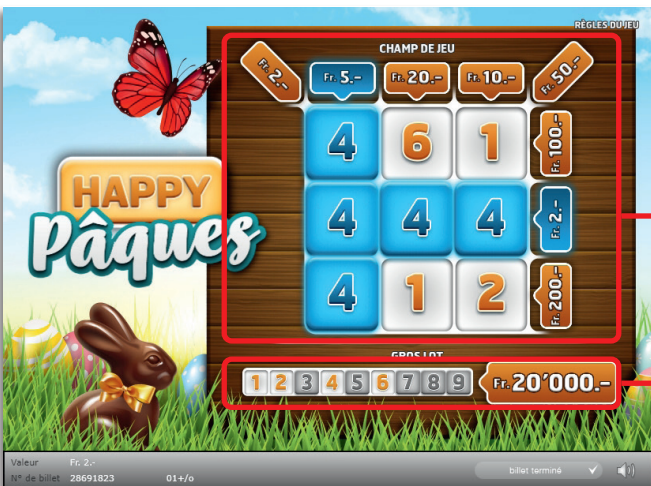 RÈGLES DU JEU
CHAMP DE JEU
Fr. 2.– Fr. 5.– Fr. 20.– Fr. 10.– Fr. 50.–
4 6 1 Fr. 100.–
4 4 4 Fr. 2.–
4 1 2 Fr. 200.–
HAPPY
Pâques
GROS LOT
1 2 3 4 5 6 7 8 9 Fr. 20'000.–
Valeur Fr. 2.-
N° de billet 28691823 01+/o
billet terminé